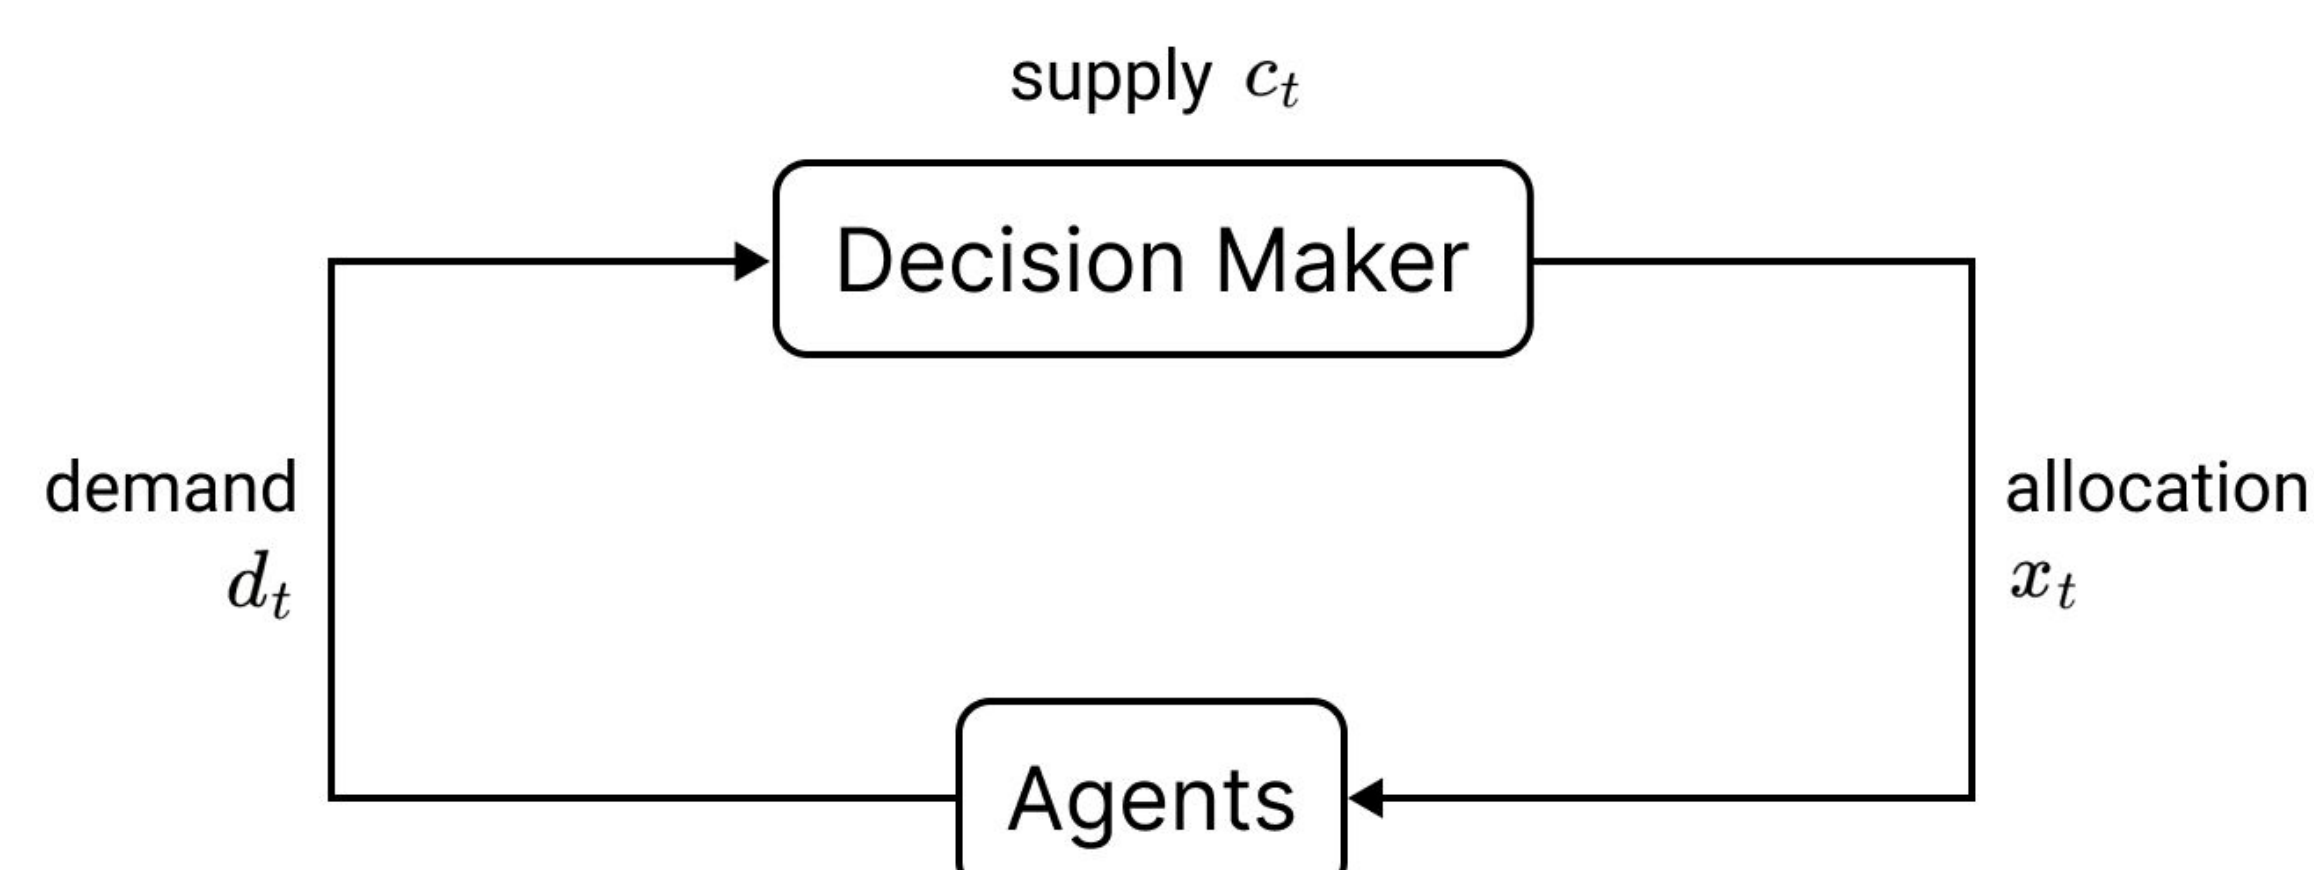 supply c_t
Decision Maker
demand
d_t
allocation
x_t
Agents